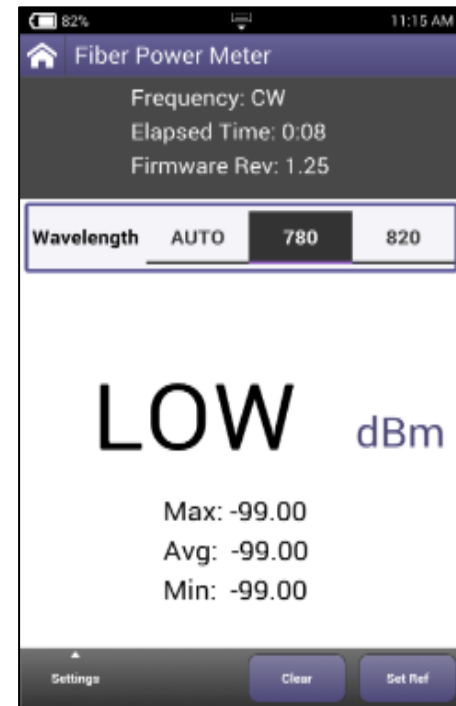 82% 11:15 AM
Fiber Power Meter
Frequency: CW
Elapsed Time: 0:08
Firmware Rev: 1.25
Wavelength AUTO 780 820
LOW dBm
Max: -99.00
Avg: -99.00
Min: -99.00
Settings Clear Set Ref